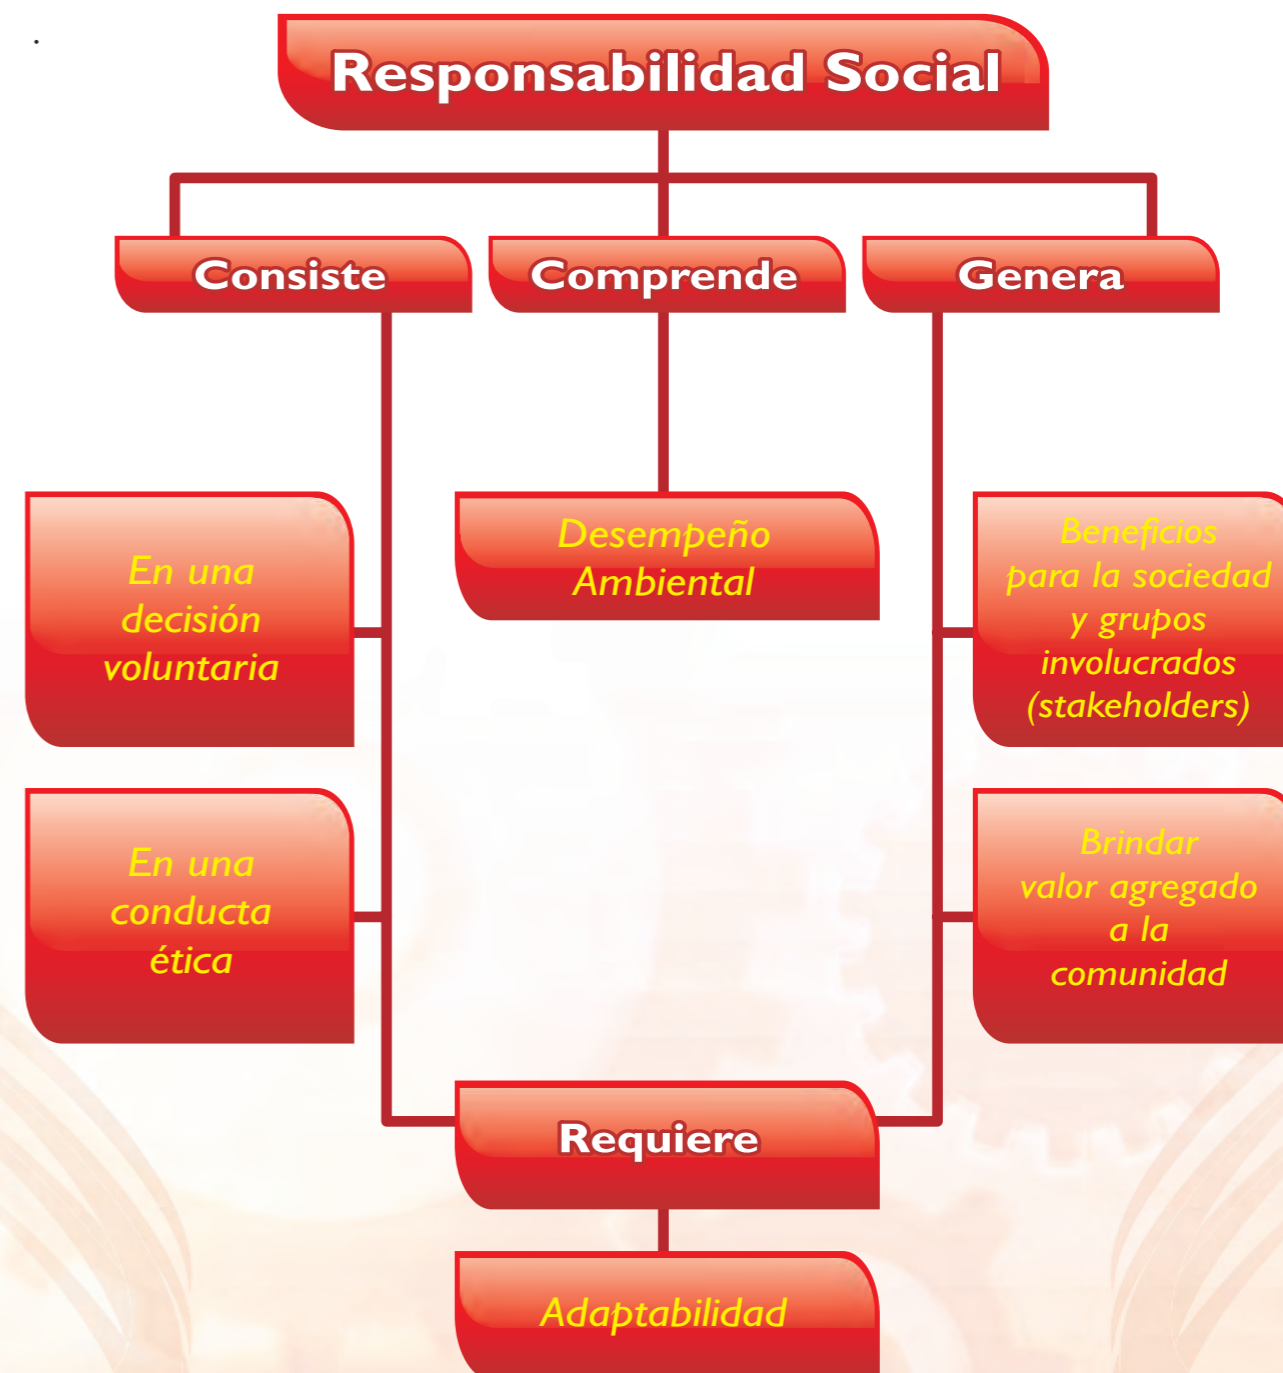 Responsabilidad Social
Consiste
Comprende
Genera
En una
decisión
voluntaria
Desempeño
Ambiental
Beneficios
para la sociedad
y grupos
involucrados
(stakeholders)
En una
conducta
ética
Brindar
valor agregado
a la
comunidad
Requiere
Adaptabilidad